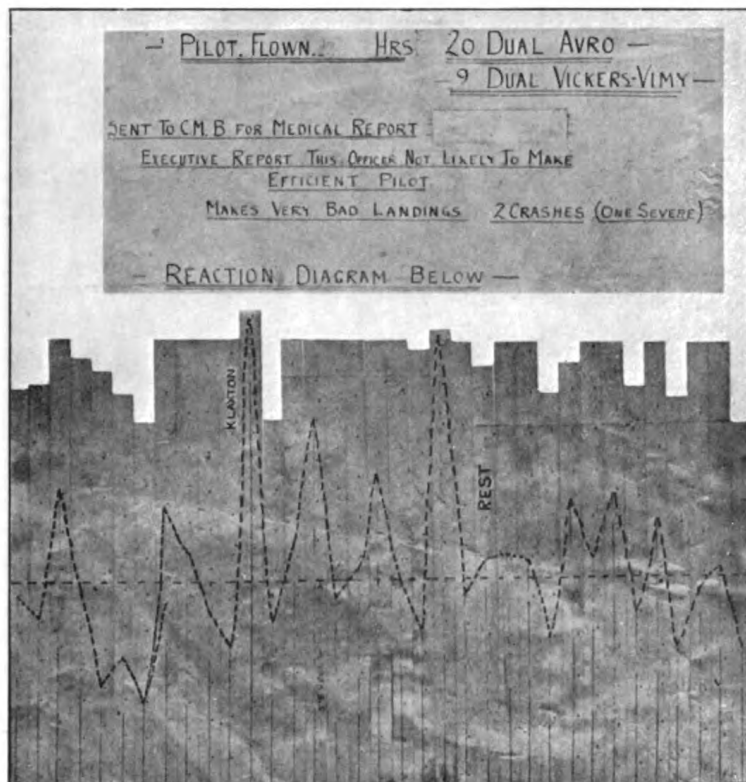 — PILOT. FLOWN... HRS 20 DUAL AVRO —
— 9 DUAL VICKERS-VIMY —
SENT TO C.M.B FOR MEDICAL REPORT
EXECUTIVE REPORT THIS OFFICER NOT LIKELY TO MAKE
EFFICIENT PILOT
MAKES VERY BAD LANDINGS 2 CRASHES (ONE SEVERE)
— REACTION DIAGRAM BELOW —
KLAXTON
REST